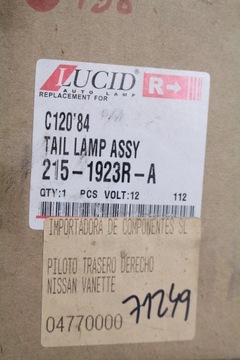 LUCID
AUTO LAMP
REPLACEMENT FOR
R→
C120'84
TAIL LAMP ASSY
215-1923R-A
QTY:1 PCS VOLT:12 112
IMPORTADORA DE COMPONENTES SL
PILOTO TRASERO DERECHO
NISSAN VANETTE
71249
04770000